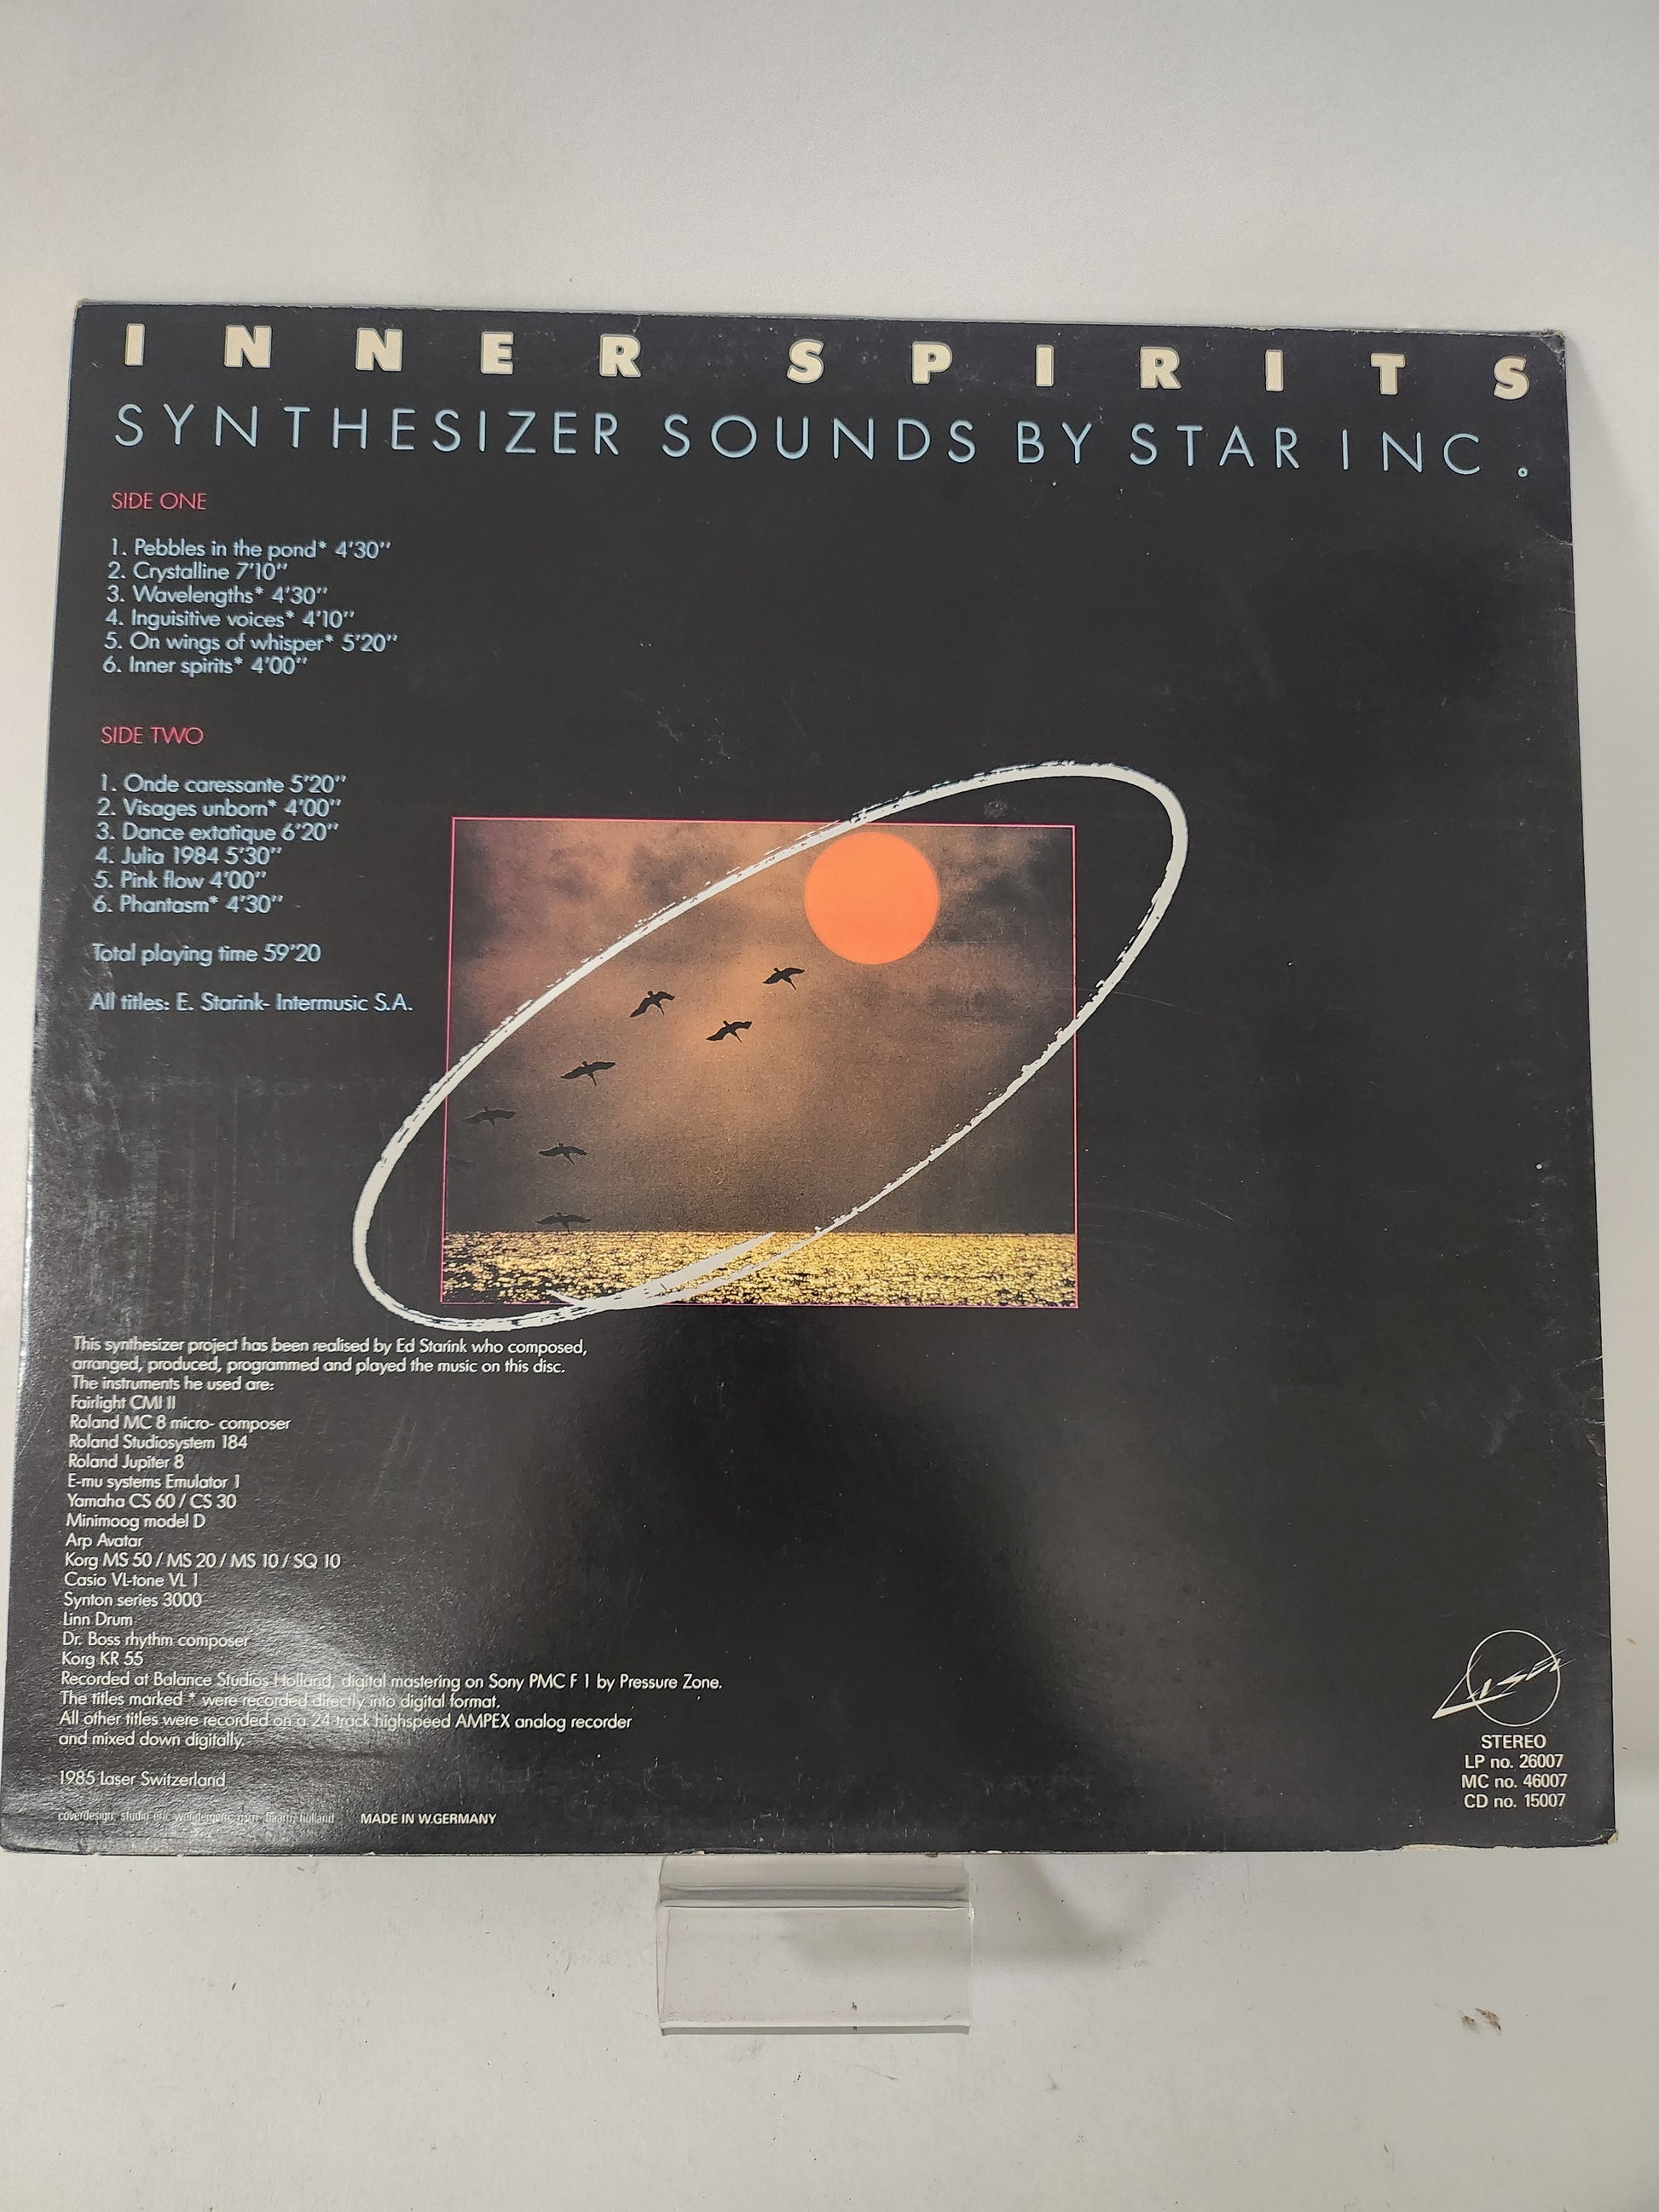 INNER SPIRITS
SYNTHESIZER SOUNDS BY STAR INC.
SIDE ONE
1. Pebbles in the pond* 4'30''
2. Crystalline 7'10''
3. Wavelengths* 4'30''
4. Inguisitive voices* 4'10''
5. On wings of whisper* 5'20''
6. Inner spirits* 4'00''
SIDE TWO
1. Onde caressante 5'20''
2. Visages unborn* 4'00''
3. Dance extatique 6'20''
4. Julia 1984 5'30''
5. Pink flow 4'00''
6. Phantasm* 4'30''
Total playing time 59'20
All titles: E. Starink- Intermusic S.A.
This synthesizer project has been realised by Ed Starink who composed,
arranged, produced, programmed and played the music on this disc.
The instruments he used are:
Fairlight CMI II
Roland MC 8 micro- composer
Roland Studiosystem 184
Roland Jupiter 8
E-mu systems Emulator 1
Yamaha CS 60 / CS 30
Minimoog model D
Arp Avatar
Korg MS 50 / MS 20 / MS 10 / SQ 10
Casio VL-tone VL 1
Synton series 3000
Linn Drum
Dr. Boss rhythm composer
Korg KR 55
Recorded at Balance Studios Holland, digital mastering on Sony PMC F 1 by Pressure Zone.
The titles marked * were recorded directly into digital format.
All other titles were recorded on a 24 track highspeed AMPEX analog recorder
and mixed down digitally.
1985 Laser Switzerland
coverdesign: studio eric holland
MADE IN W.GERMANY
Laser
STEREO
LP no. 26007
MC no. 46007
CD no. 15007